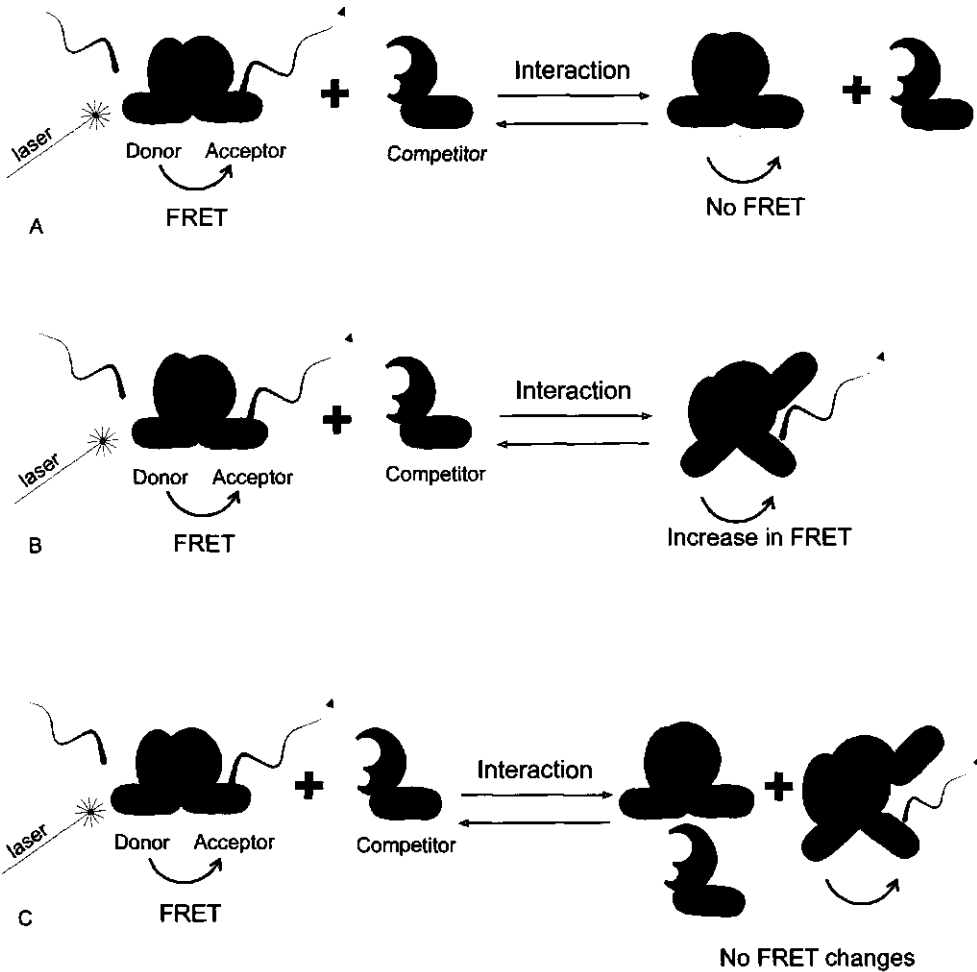 Interaction
laser
Donor Acceptor
Competitor
FRET
No FRET
A
Interaction
laser
Donor Acceptor
Competitor
FRET
Increase in FRET
B
Interaction
laser
Donor Acceptor
Competitor
FRET
C
No FRET changes